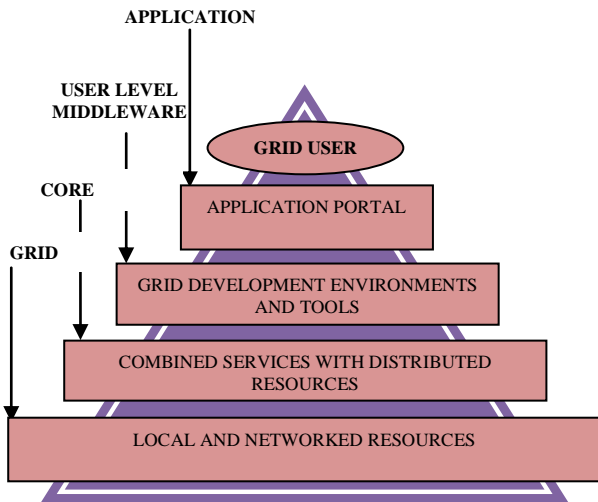 APPLICATION
USER LEVEL
MIDDLEWARE
GRID USER
CORE
APPLICATION PORTAL
GRID
GRID DEVELOPMENT ENVIRONMENTS
AND TOOLS
COMBINED SERVICES WITH DISTRIBUTED
RESOURCES
LOCAL AND NETWORKED RESOURCES